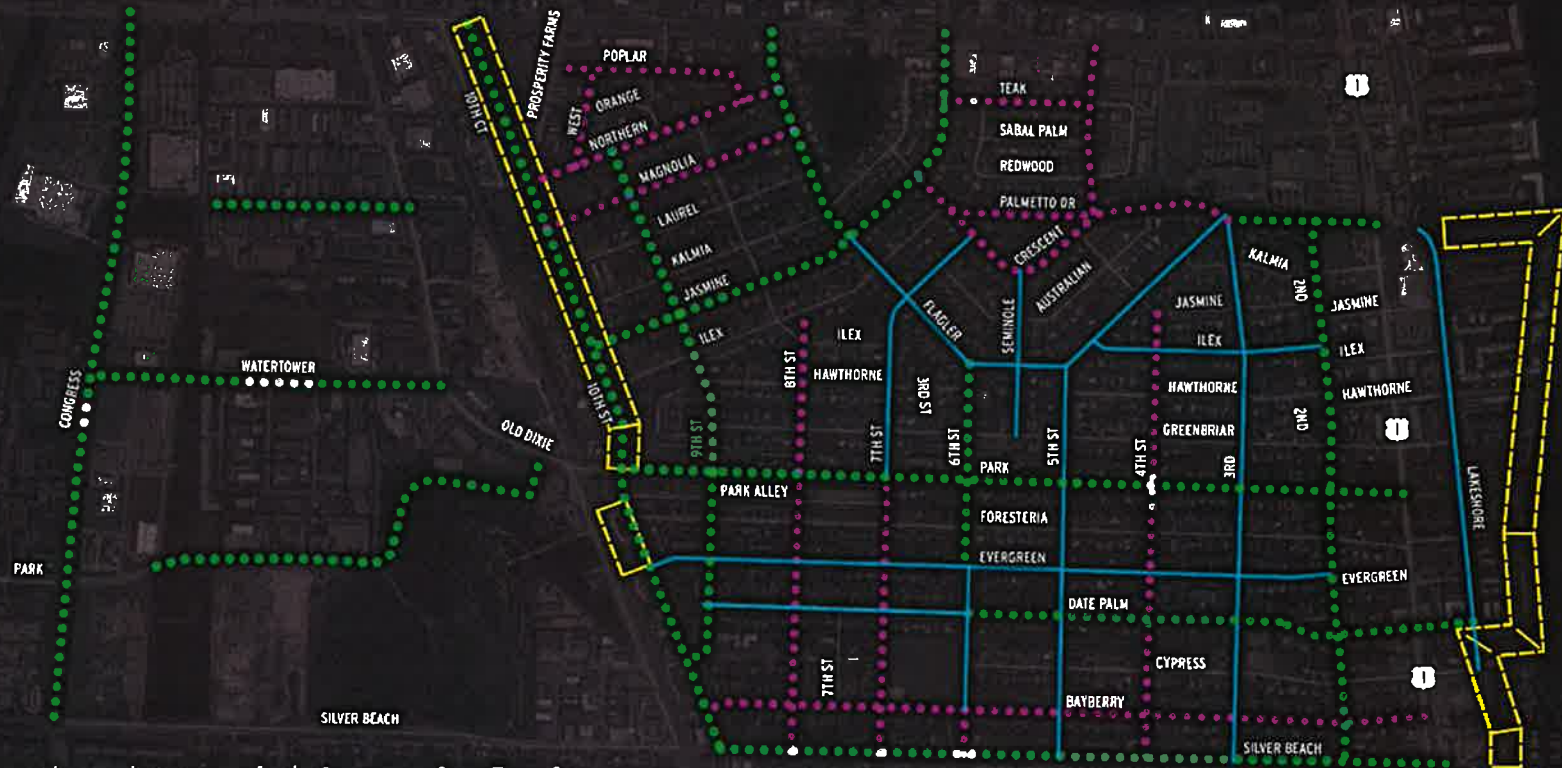 PROSPERITY FARMS
10TH CT
POPLAR
WEST
ORANGE
NORTHERN
MAGNOLIA
LAUREL
KALMIA
JASMINE
ILEX
TEAK
SABAL PALM
REDWOOD
PALMETTO DR
CRESCENT
AUSTRALIAN
SEMINOLE
FLAGLER
1
KALMIA
2ND
JASMINE
JASMINE
ILEX
ILEX
ILEX
8TH ST
HAWTHORNE
3RD ST
HAWTHORNE
HAWTHORNE
WATERTOWER
CONGRESS
10TH ST
OLD DIXIE
9TH ST
7TH ST
6TH ST
5TH ST
4TH ST
GREENBRIAR
3RD
2ND
1
LAKESHORE
PARK
PARK ALLEY
FORESTERIA
EVERGREEN
EVERGREEN
PARK
DATE PALM
7TH ST
CYPRESS
1
BAYBERRY
SILVER BEACH
SILVER BEACH